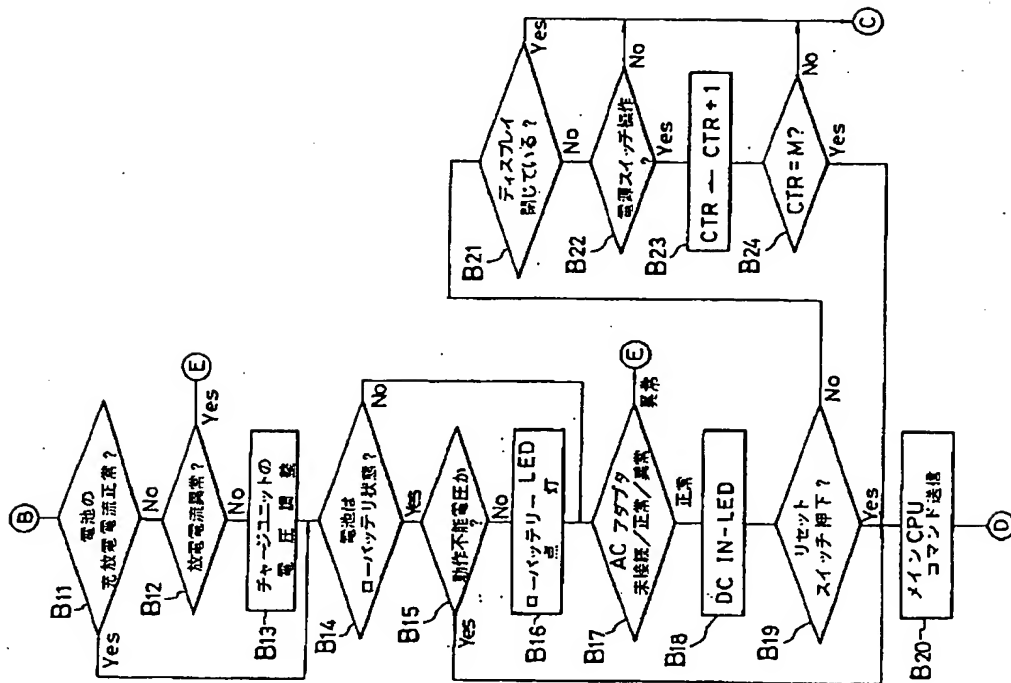 B
B11
電池の
充放電電流正常?
Yes
No
B12
放電電流異常?
Yes
E
No
B13
チャージユニットの
電圧調整
B14
電池は
ローバッテリ状態?
No
Yes
B15
動作不能電圧か
?
Yes
No
B16
ローバッテリー LED
点灯
B17
ACアダプタ
未接続/正常/異常
異常
E
正常
B18
DC IN-LED
B19
リセット
スイッチ押下?
No
Yes
B20
メインCPU
コマンド送信
D
B21
ディスプレイ
閉じている?
Yes
No
B22
電源スイッチ操作
?
No
Yes
B23
CTR ― CTR+1
B24
CTR=M?
No
Yes
C